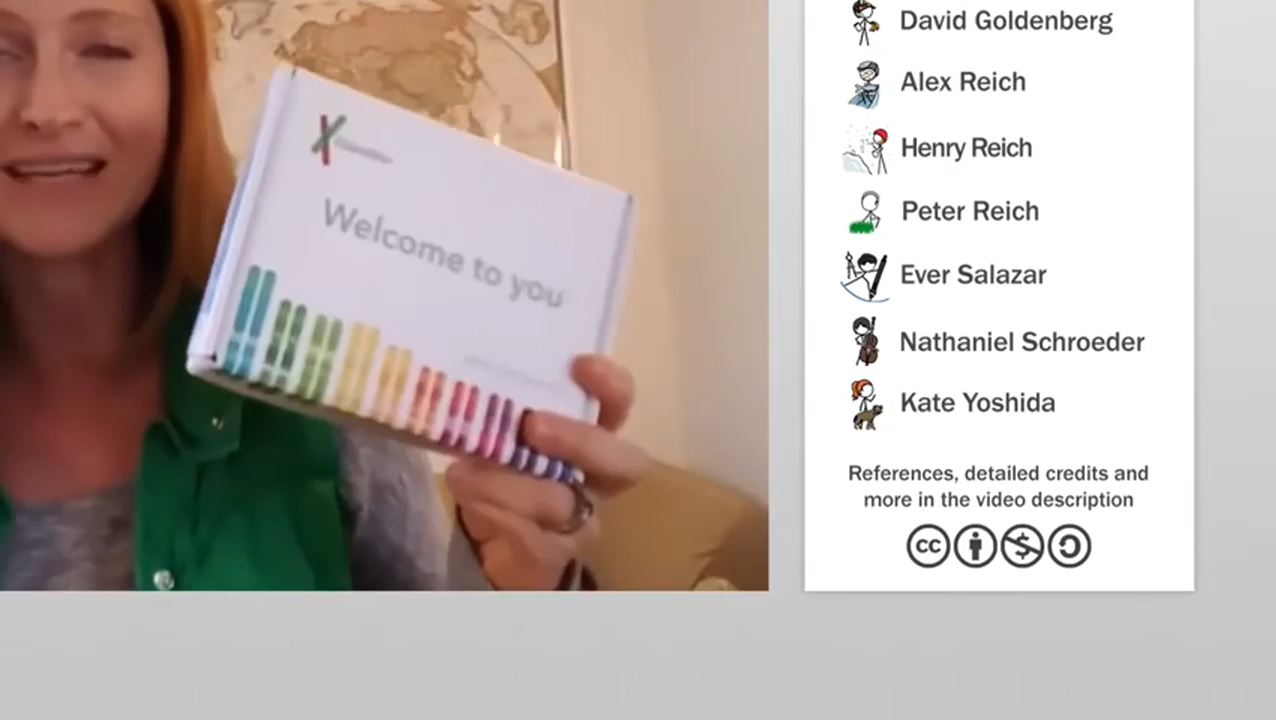 Welcome to you
David Goldenberg
Alex Reich
Henry Reich
Peter Reich
Ever Salazar
Nathaniel Schroeder
Kate Yoshida
References, detailed credits and
more in the video description
cc